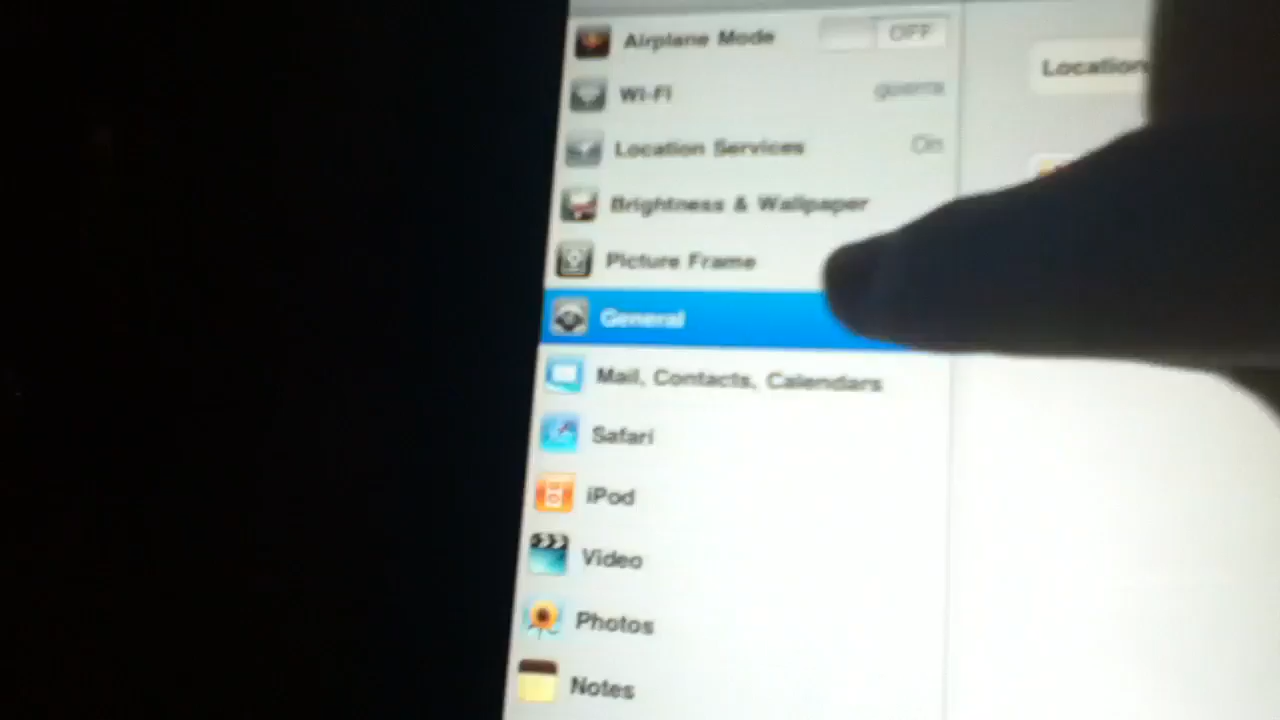 Airplane Mode OFF
Wi-Fi guerra
Location Services On
Brightness & Wallpaper
Picture Frame
General
Mail, Contacts, Calendars
Safari
iPod
Video
Photos
Notes
Location